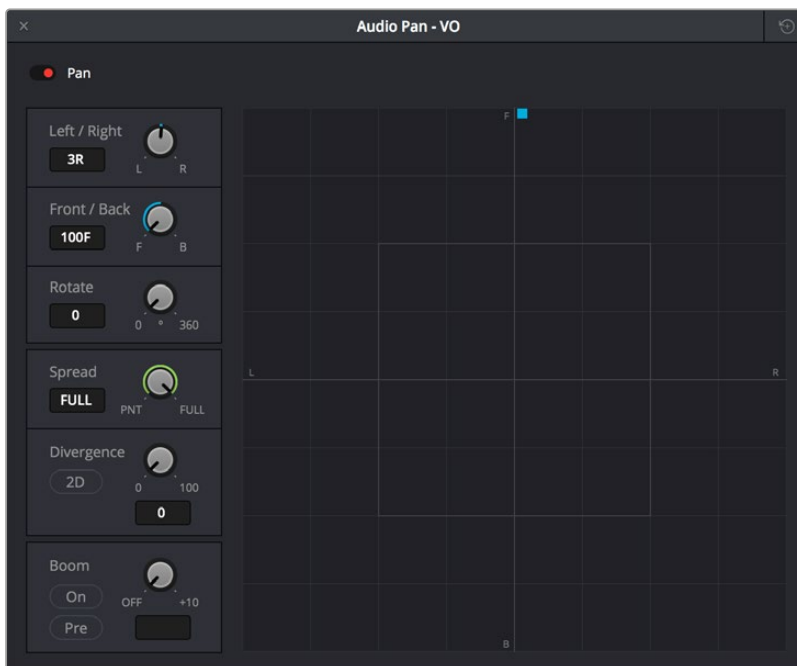 × Audio Pan - VO
Pan
Left / Right
3R
L R
Front / Back
100F
F B
Rotate
0
0 ° 360
Spread
FULL
PNT FULL
Divergence
2D
0 100
0
Boom
On
OFF +10
Pre
F
L R
B